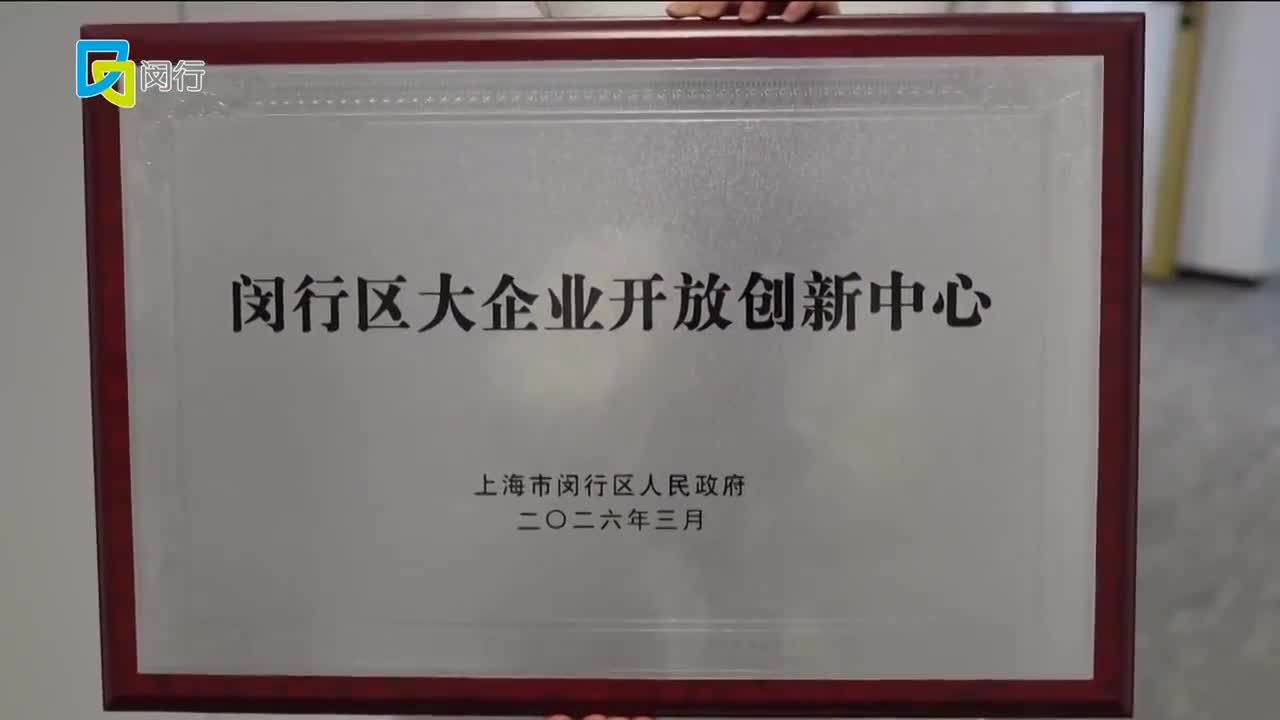 闵行
闵行区大企业开放创新中心
上海市闵行区人民政府
二〇二六年三月